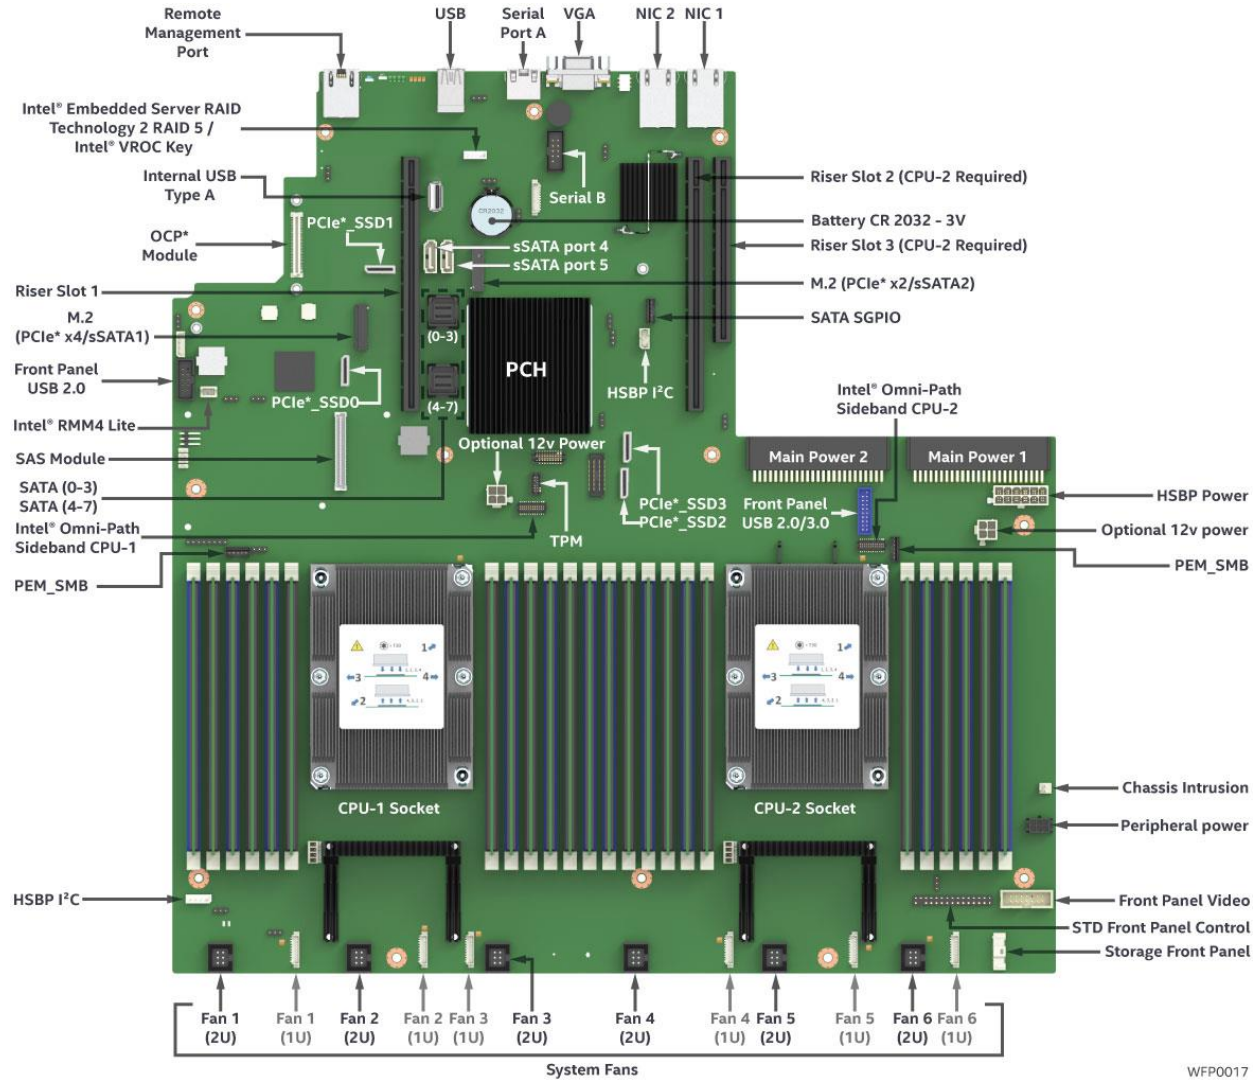 Remote
Management
Port
USB
Serial
Port A
VGA
NIC 2
NIC 1
Intel® Embedded Server RAID
Technology 2 RAID 5 /
Intel® VROC Key
Internal USB
Type A
OCP*
Module
Riser Slot 1
M.2
(PCIe* x4/sSATA1)
Front Panel
USB 2.0
Intel® RMM4 Lite
SAS Module
SATA (0-3)
SATA (4-7)
Intel® Omni-Path
Sideband CPU-1
PEM_SMB
HSBP I²C
PCIe*_SSD1
Serial B
CR2032
sSATA port 4
sSATA port 5
(0-3)
(4-7)
PCH
PCIe*_SSD0
Optional 12v Power
HSBP I²C
TPM
PCIe*_SSD3
PCIe*_SSD2
Riser Slot 2 (CPU-2 Required)
Battery CR 2032 - 3V
Riser Slot 3 (CPU-2 Required)
M.2 (PCIe* x2/sSATA2)
SATA SGPIO
Intel® Omni-Path
Sideband CPU-2
Main Power 2
Main Power 1
Front Panel
USB 2.0/3.0
HSBP Power
Optional 12v power
PEM_SMB
1
3
4
2
1
3
4
2
CPU-1 Socket
CPU-2 Socket
Chassis Intrusion
Peripheral power
Front Panel Video
STD Front Panel Control
Storage Front Panel
Fan 1
(2U)
Fan 1
(1U)
Fan 2
(2U)
Fan 2
(1U)
Fan 3
(1U)
Fan 3
(2U)
Fan 4
(2U)
Fan 4
(1U)
Fan 5
(2U)
Fan 5
(1U)
Fan 6
(2U)
Fan 6
(1U)
System Fans
WFP0017